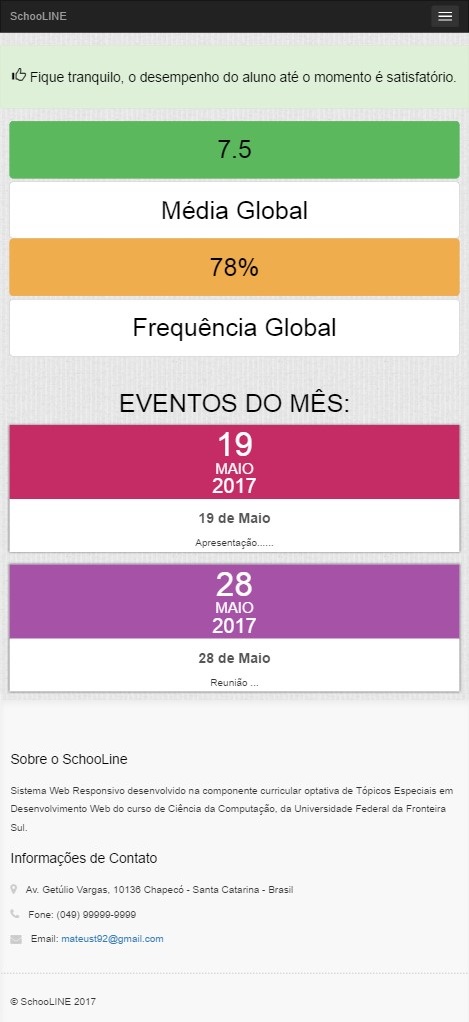 SchooLINE
Fique tranquilo, o desempenho do aluno até o momento é satisfatório.
7.5
Média Global
78%
Frequência Global
EVENTOS DO MÊS:
19
MAIO
2017
19 de Maio
Apresentação......
28
MAIO
2017
28 de Maio
Reunião ...
Sobre o SchooLine
Sistema Web Responsivo desenvolvido na componente curricular optativa de Tópicos Especiais em
Desenvolvimento Web do curso de Ciência da Computação, da Universidade Federal da Fronteira
Sul.
Informações de Contato
Av. Getúlio Vargas, 10136 Chapecó - Santa Catarina - Brasil
Fone: (049) 99999-9999
Email: mateust92@gmail.com
© SchooLINE 2017